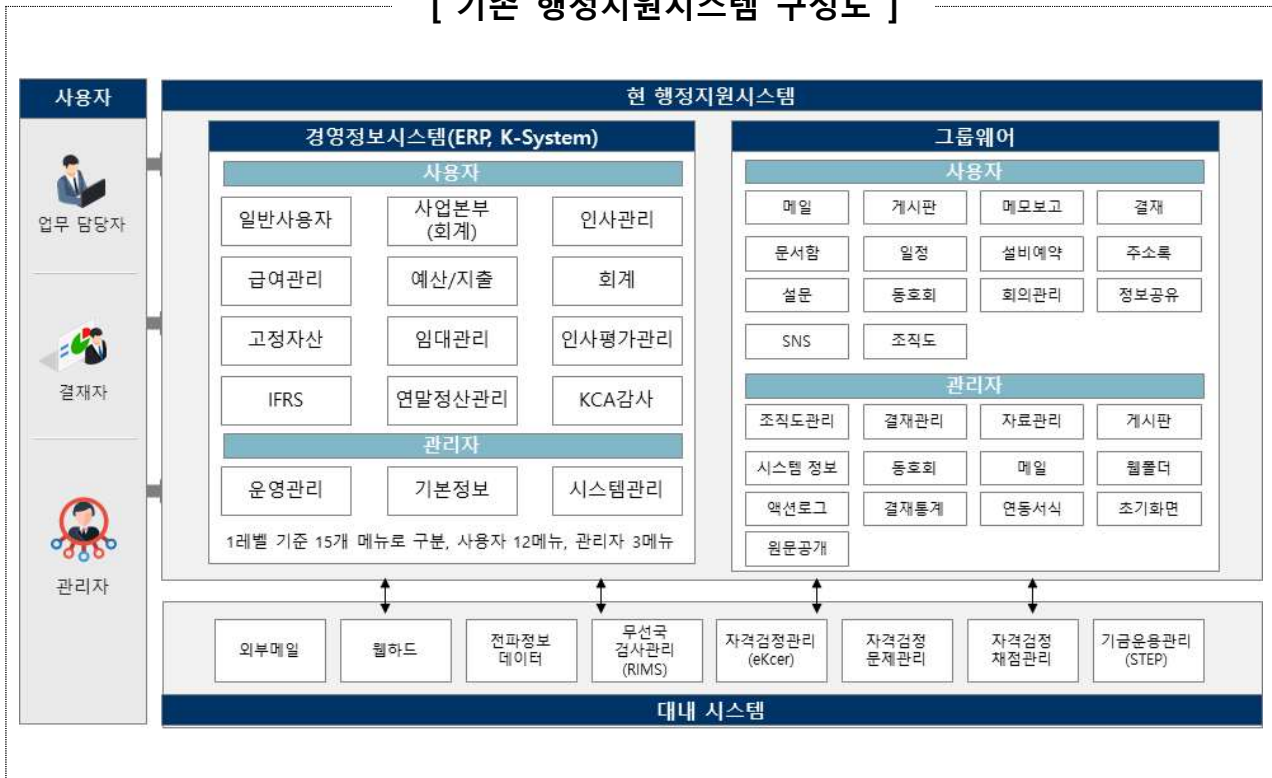 [ 기존 행정지원시스템 구성도 ]
사용자
업무 담당자
결재자
관리자
현 행정지원시스템
경영정보시스템(ERP, K-System)
사용자
일반사용자
사업본부
(회계)
인사관리
급여관리
예산/지출
회계
고정자산
임대관리
인사평가관리
IFRS
연말정산관리
KCA감사
관리자
운영관리
기본정보
시스템관리
1레벨 기준 15개 메뉴로 구분, 사용자 12메뉴, 관리자 3메뉴
그룹웨어
사용자
메일
게시판
메모보고
결재
문서함
일정
설비예약
주소록
설문
동호회
회의관리
정보공유
SNS
조직도
관리자
조직도관리
결재관리
자료관리
게시판
시스템 정보
동호회
메일
웹폴더
액션로그
결재통계
연동서식
초기화면
원문공개
외부메일
웹하드
전파정보
데이터
무선국
검사관리
(RIMS)
자격검정관리
(eKcer)
자격검정
문제관리
자격검정
채점관리
기금운용관리
(STEP)
대내 시스템